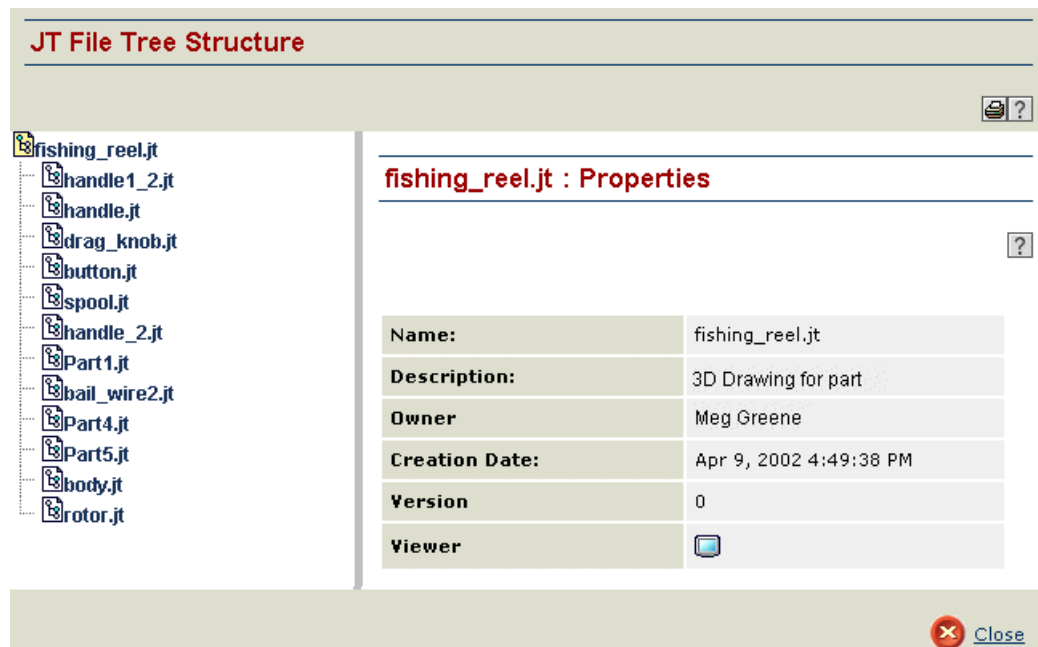 JT File Tree Structure
?
fishing_reel.jt
handle1_2.jt
handle.jt
drag_knob.jt
button.jt
spool.jt
handle_2.jt
Part1.jt
bail_wire2.jt
Part4.jt
Part5.jt
body.jt
rotor.jt
fishing_reel.jt : Properties
?
Name: fishing_reel.jt
Description: 3D Drawing for part
Owner Meg Greene
Creation Date: Apr 9, 2002 4:49:38 PM
Version 0
Viewer
Close